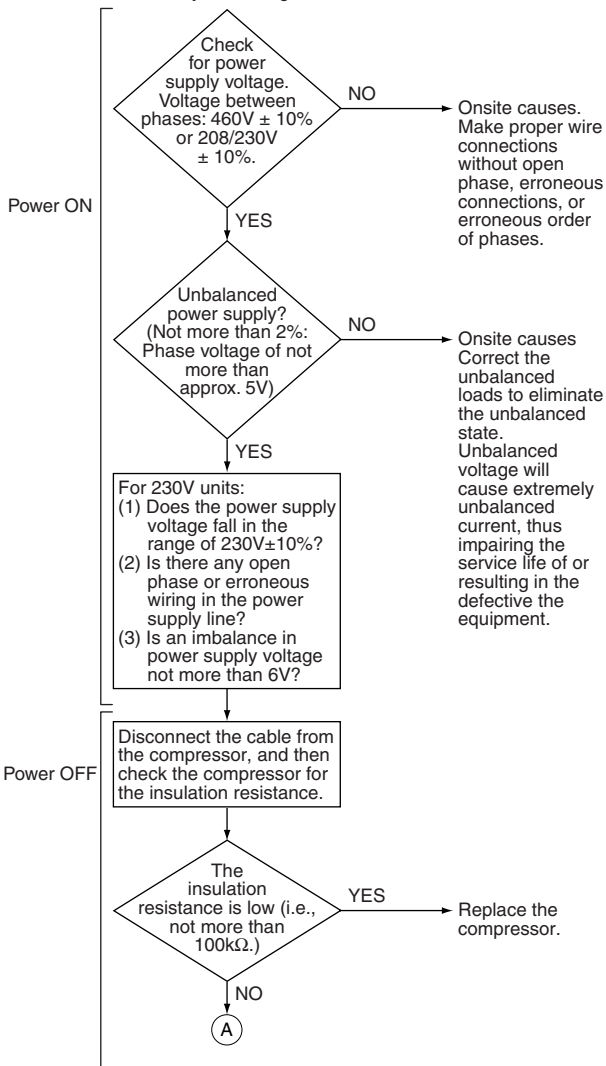 Check
for power
supply voltage.
Voltage between
phases: 460V ± 10%
or 208/230V
± 10%.
NO
Onsite causes.
Make proper wire
connections
without open
phase, erroneous
connections, or
erroneous order
of phases.
Power ON
YES
Unbalanced
power supply?
(Not more than 2%:
Phase voltage of not
more than
approx. 5V)
NO
Onsite causes
Correct the
unbalanced
loads to eliminate
the unbalanced
state.
Unbalanced
voltage will
cause extremely
unbalanced
current, thus
impairing the
service life of or
resulting in the
defective the
equipment.
YES
For 230V units:
(1) Does the power supply
voltage fall in the
range of 230V±10%?
(2) Is there any open
phase or erroneous
wiring in the power
supply line?
(3) Is an imbalance in
power supply voltage
not more than 6V?
Power OFF
Disconnect the cable from
the compressor, and then
check the compressor for
the insulation resistance.
The
insulation
resistance is low (i.e.,
not more than
100kΩ.)
YES
Replace the
compressor.
NO
A